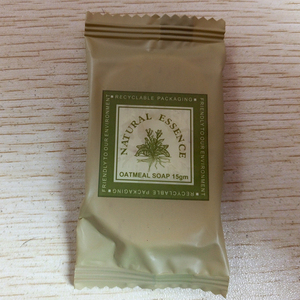 RECYCLABLE PACKAGING
FRIENDLY TO OUR ENVIRONMENT
NATURAL ESSENCE
FRIENDLY TO OUR ENVIRONMENT
OATMEAL SOAP 15gm
RECYCLABLE PACKAGING